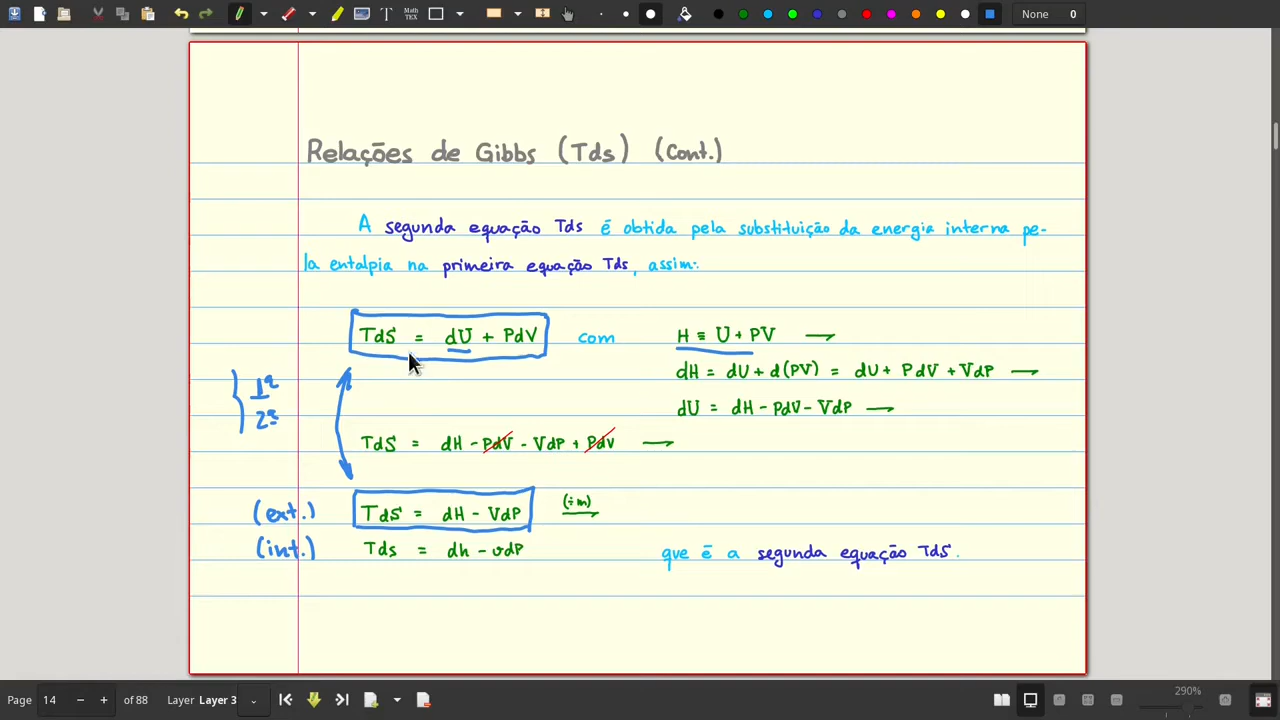 T MATH TEX None 0
Relações de Gibbs (Tds) (Cont.)
A segunda equação Tds é obtida pela substituição da energia interna pe-
la entalpia na primeira equação Tds, assim:
TdS = dU + PdV com H ≡ U + PV →
dH = dU + d(PV) = dU + PdV + VdP →
1ª
dU = dH - PdV - VdP →
2ª
TdS = dH - PdV - VdP + PdV →
(ext.) TdS = dH - VdP (÷m)
(int.) Tds = dh - vdP que é a segunda equação TdS.
Page 14 - + of 88 Layer Layer 3 290%